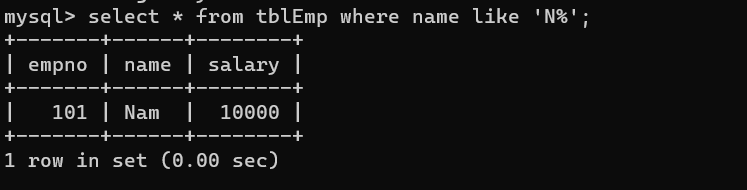 mysql> select * from tblEmp where name like 'N%';
+-------+------+--------+
| empno | name | salary |
+-------+------+--------+
|   101 | Nam  |  10000 |
+-------+------+--------+
1 row in set (0.00 sec)